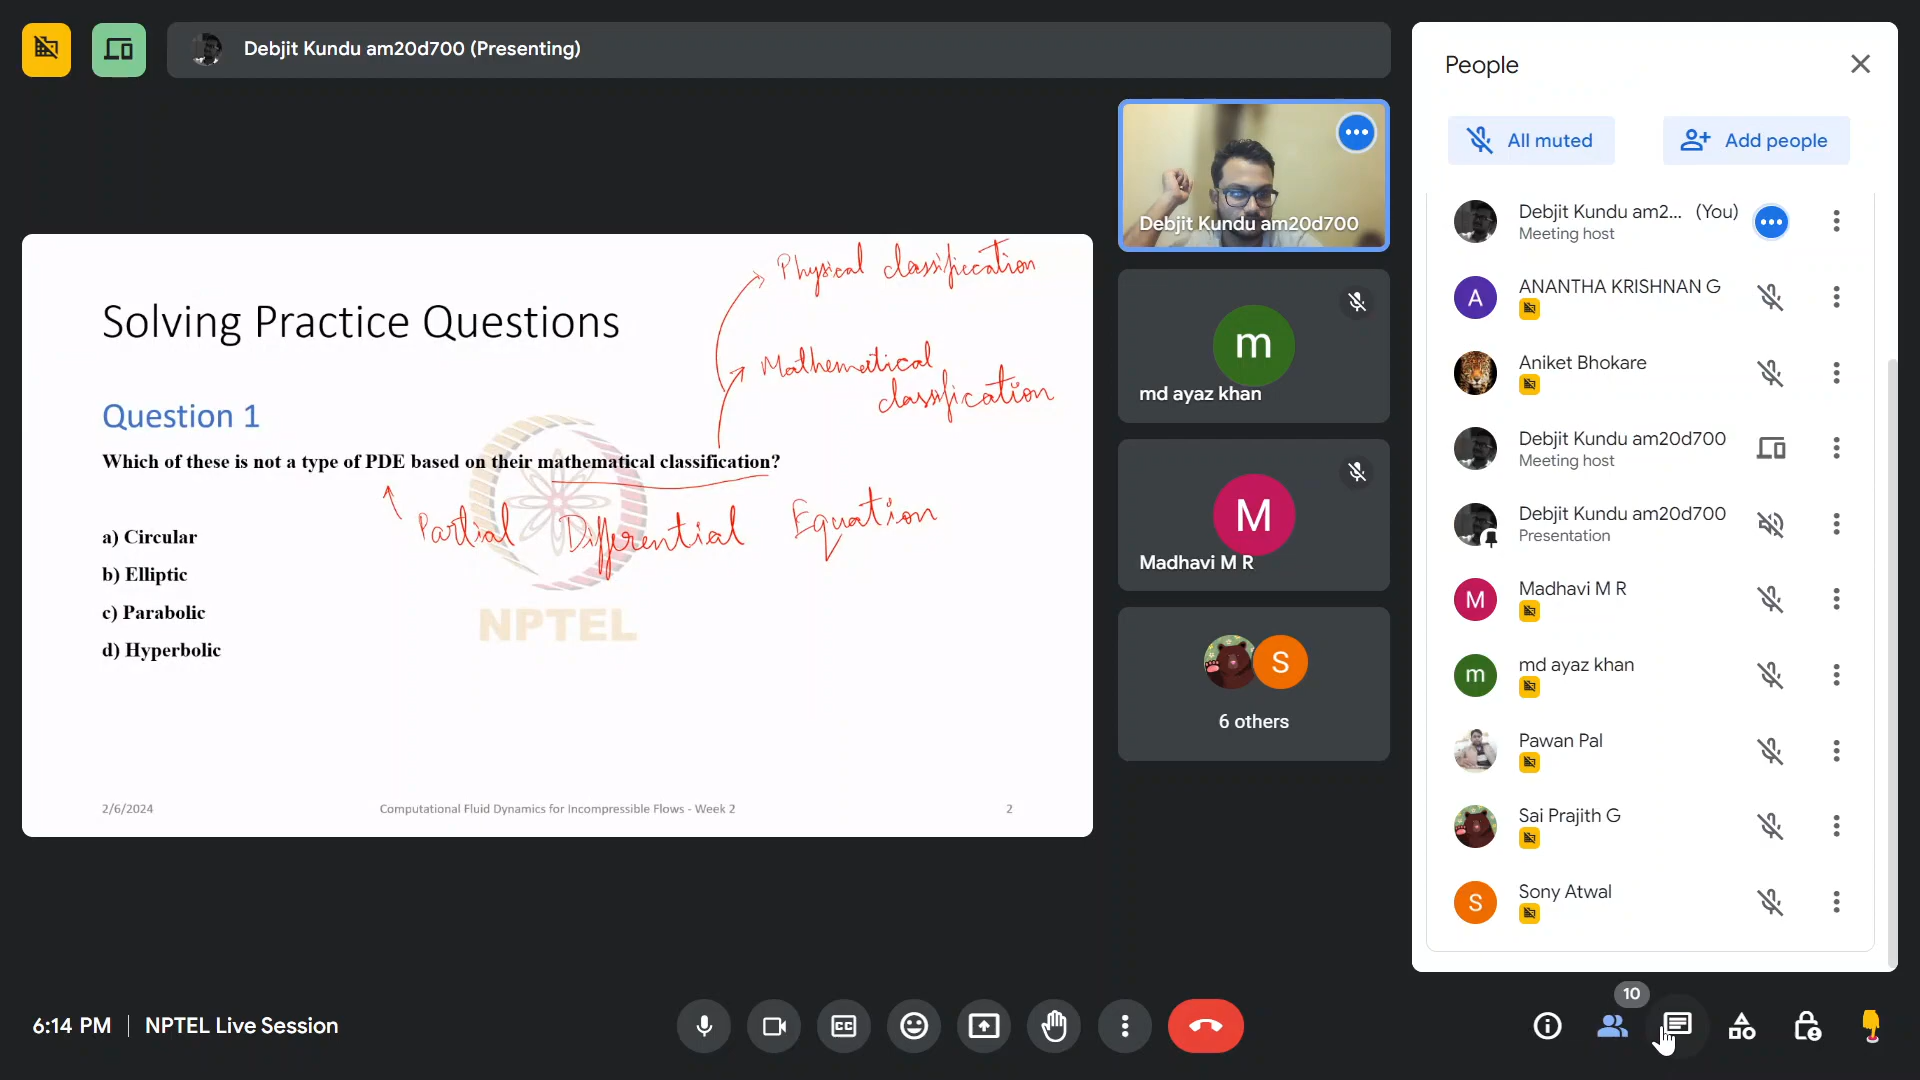 Debjit Kundu am20d700 (Presenting)
Physical classification
Solving Practice Questions
Mathematical
classification
Question 1
Which of these is not a type of PDE based on their mathematical classification?
Partial Differential Equation
a) Circular
b) Elliptic
c) Parabolic
d) Hyperbolic
NPTEL
2/6/2024
Computational Fluid Dynamics for Incompressible Flows - Week 2
2
Debjit Kundu am20d700
m
md ayaz khan
M
Madhavi M R
S
6 others
People
All muted
Add people
Debjit Kundu am2... (You)
Meeting host
A
ANANTHA KRISHNAN G
Aniket Bhokare
Debjit Kundu am20d700
Meeting host
Debjit Kundu am20d700
Presentation
M
Madhavi M R
m
md ayaz khan
Pawan Pal
Sai Prajith G
S
Sony Atwal
6:14 PM | NPTEL Live Session
CC
10